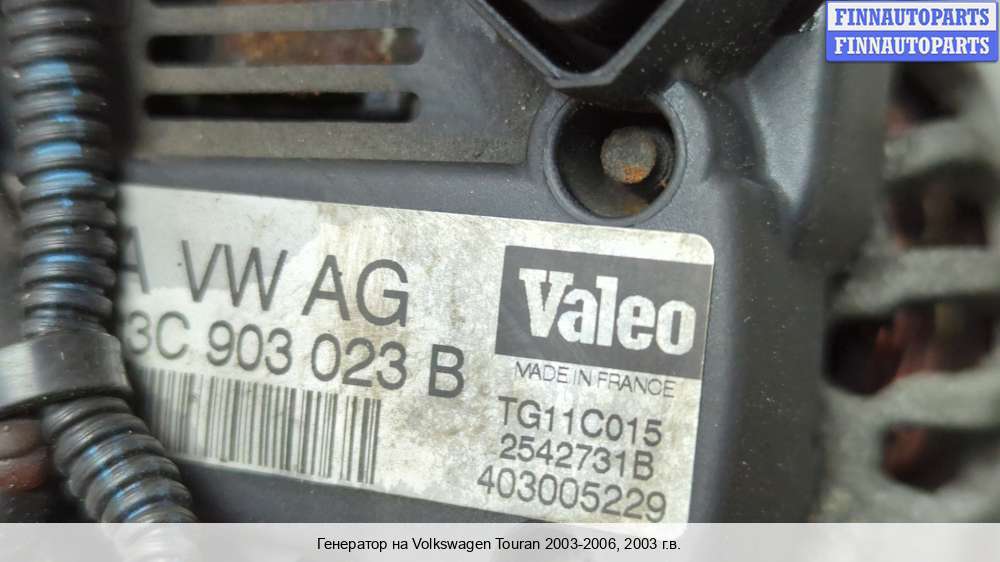 FINNAUTOPARTS
FINNAUTOPARTS
A VW AG
3C 903 023 B
Valeo
MADE IN FRANCE
TG11C015
2542731B
403005229
Генератор на Volkswagen Touran 2003-2006, 2003 г.в.